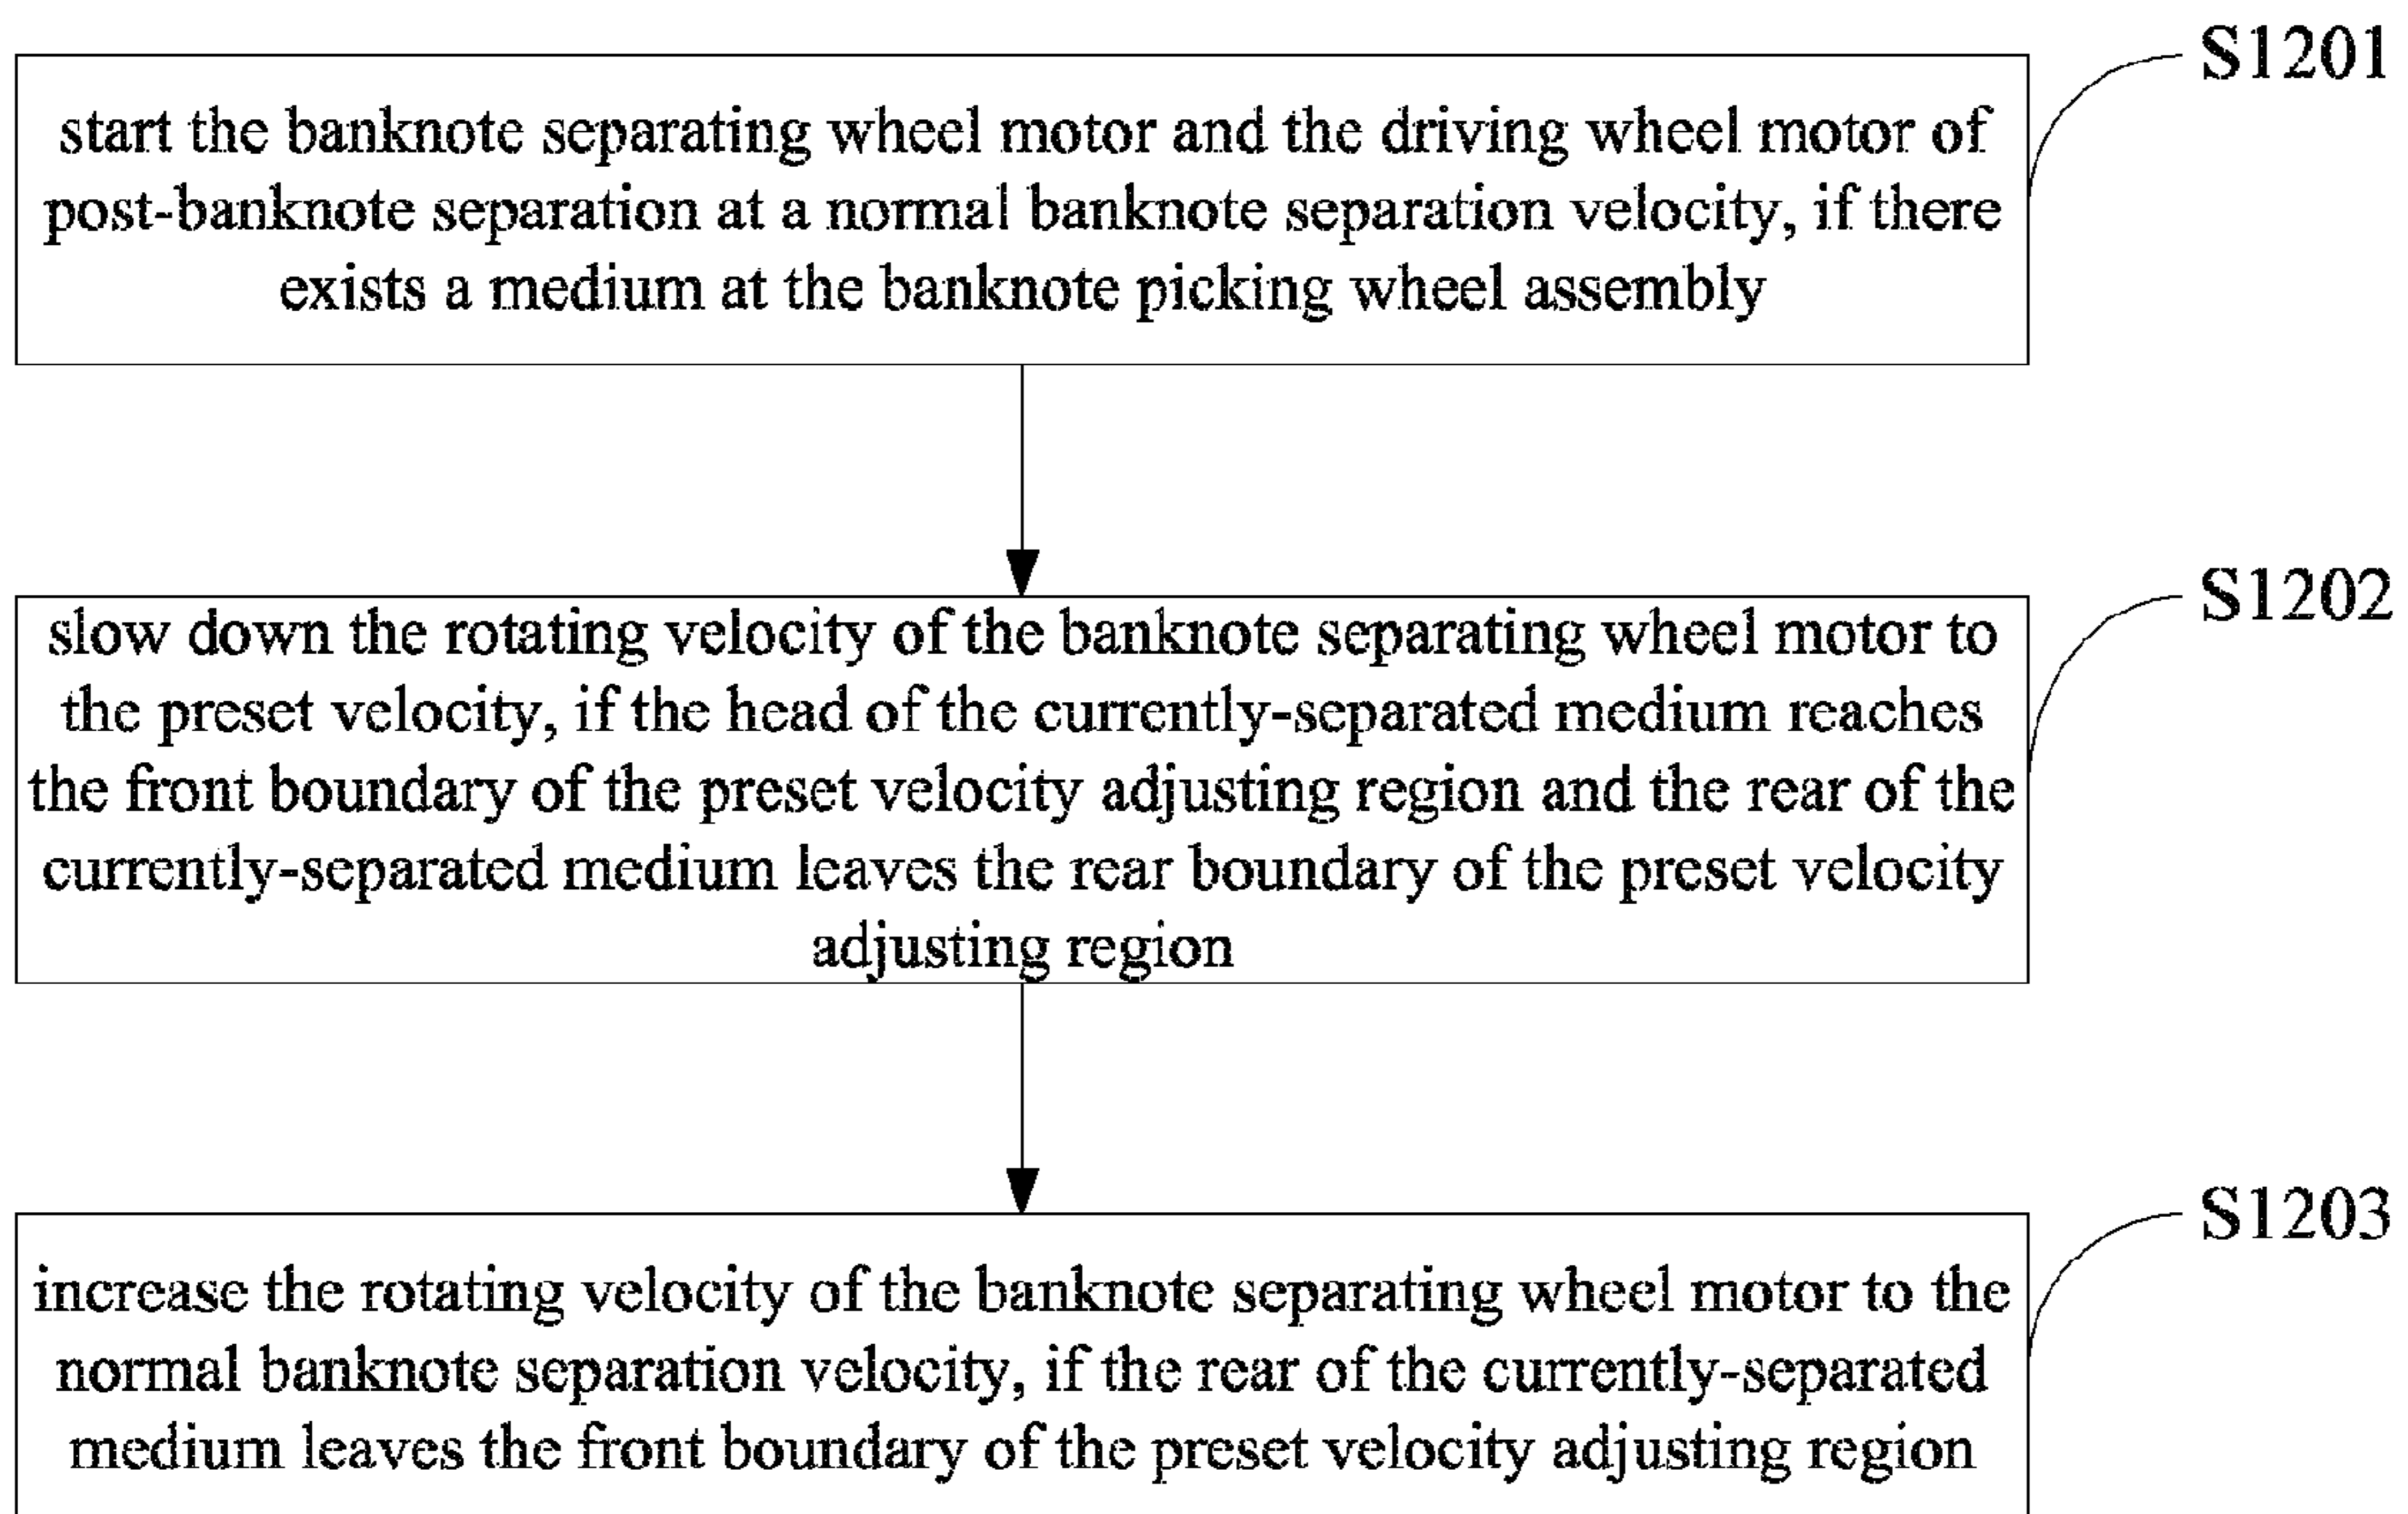 S1201
start the banknote separating wheel motor and the driving wheel motor of
post-banknote separation at a normal banknote separation velocity, if there
exists a medium at the banknote picking wheel assembly
S1202
slow down the rotating velocity of the banknote separating wheel motor to
the preset velocity, if the head of the currently-separated medium reaches
the front boundary of the preset velocity adjusting region and the rear of the
currently-separated medium leaves the rear boundary of the preset velocity
adjusting region
S1203
increase the rotating velocity of the banknote separating wheel motor to the
normal banknote separation velocity, if the rear of the currently-separated
medium leaves the front boundary of the preset velocity adjusting region